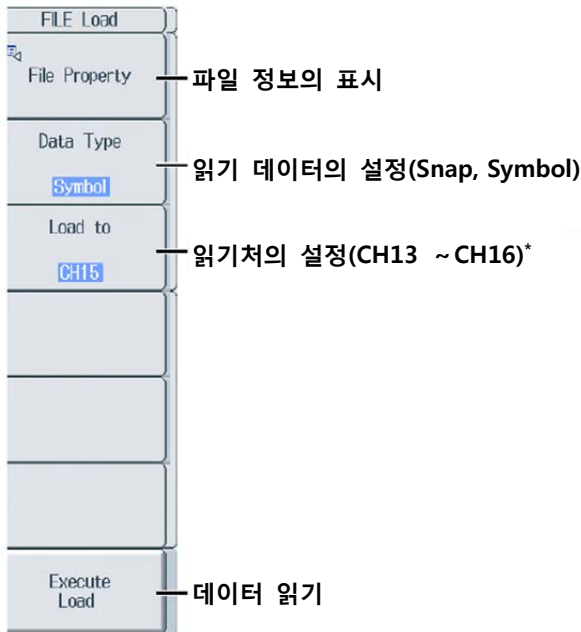 FILE Load
File Property
파일 정보의 표시
Data Type
Symbol
읽기 데이터의 설정(Snap, Symbol)
Load to
CH15
읽기처의 설정(CH13 ~CH16)*
Execute
Load
데이터 읽기